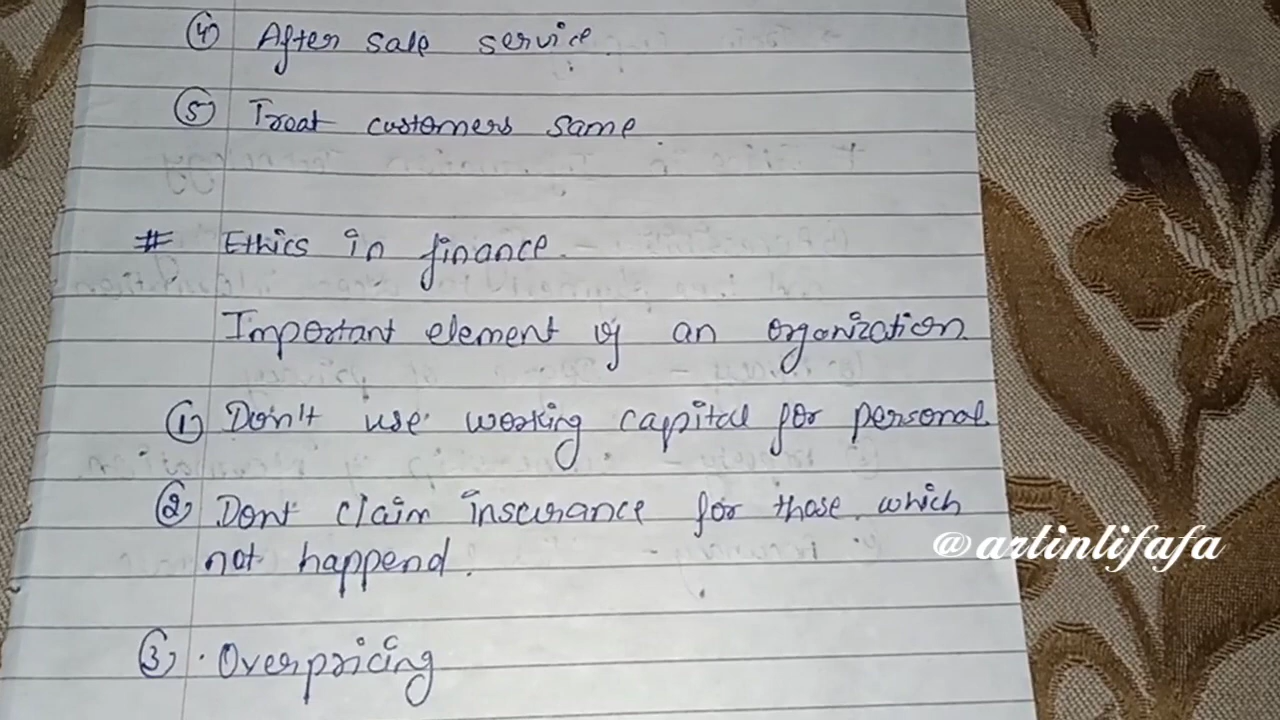 ④ After sale service.
⑤ Treat customers same
# Ethics in finance.
Important element of an organization.
① Don't use working capital for personal.
② Dont claim insurance for those which
not happend.
@artinlifafa
③ Overpricing